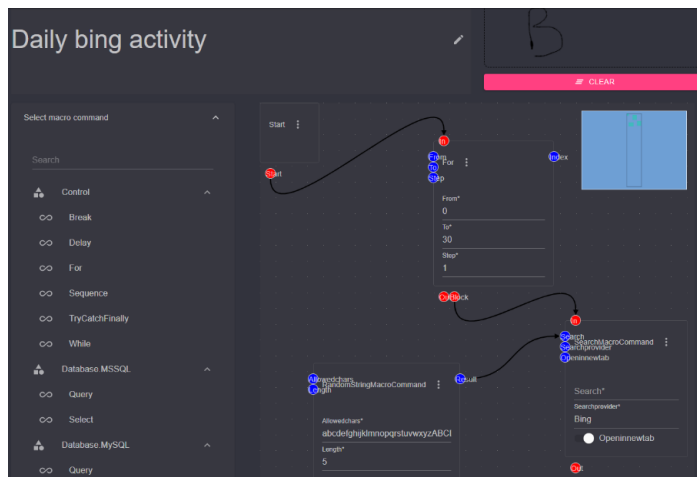 Daily bing activity
B
CLEAR
Select macro command
Search
Control
Break
Delay
For
Sequence
TryCatchFinally
While
Database.MSSQL
Query
Select
Database.MySQL
Query
Start
Start
In
From
To
Step
For
Index
From*
0
To*
30
Step*
1
Out
Block
In
Search
Searchprovider
Openinnewtab
SearchMacroCommand
Search*
Searchprovider*
Bing
Openinnewtab
Out
Allowedchars
Length
RandomStringMacroCommand
Result
Allowedchars*
Length*
5